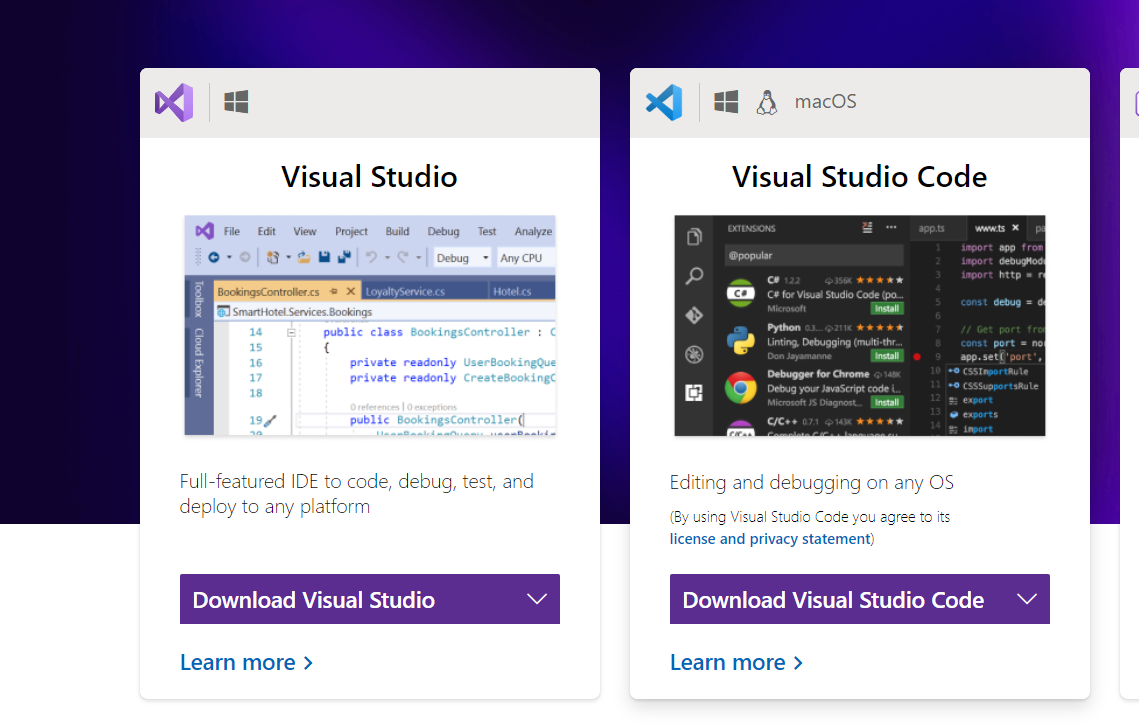 macOS
Visual Studio
File Edit View Project Build Debug Test Analyze
Debug Any CPU
Toolbox
Cloud Explorer
BookingsController.cs LoyaltyService.cs Hotel.cs
SmartHotel.Services.Bookings
14 public class BookingsController : C
15 {
16 private readonly UserBookingQue
17 private readonly CreateBookingC
18
0 references | 0 exceptions
19 public BookingsController(
20 UserBookingQuery userBookin
Full-featured IDE to code, debug, test, and
deploy to any platform
Download Visual Studio
Learn more
Visual Studio Code
EXTENSIONS
@popular
C# 1.2.2 356K
C# for Visual Studio Code (po...
Microsoft Install
Python 0.3... 211K
Linting, Debugging (multi-thr...
Don Jayamanne Install
Debugger for Chrome 148K
Debug your JavaScript code i...
Microsoft JS Diagnost... Install
C/C++ 0.7.1 143K
Complete C/C++ language su...
app.ts www.ts pa
1 import app from
2 import debugModu
3 import http = re
4
5 const debug = de
6
7 // Get port from
8 const port = nor
9 app.set('port',
10 CSSImportRule
11 CSSSupportsRule
12 export
13 exports
14 import
Editing and debugging on any OS
(By using Visual Studio Code you agree to its
license and privacy statement)
Download Visual Studio Code
Learn more